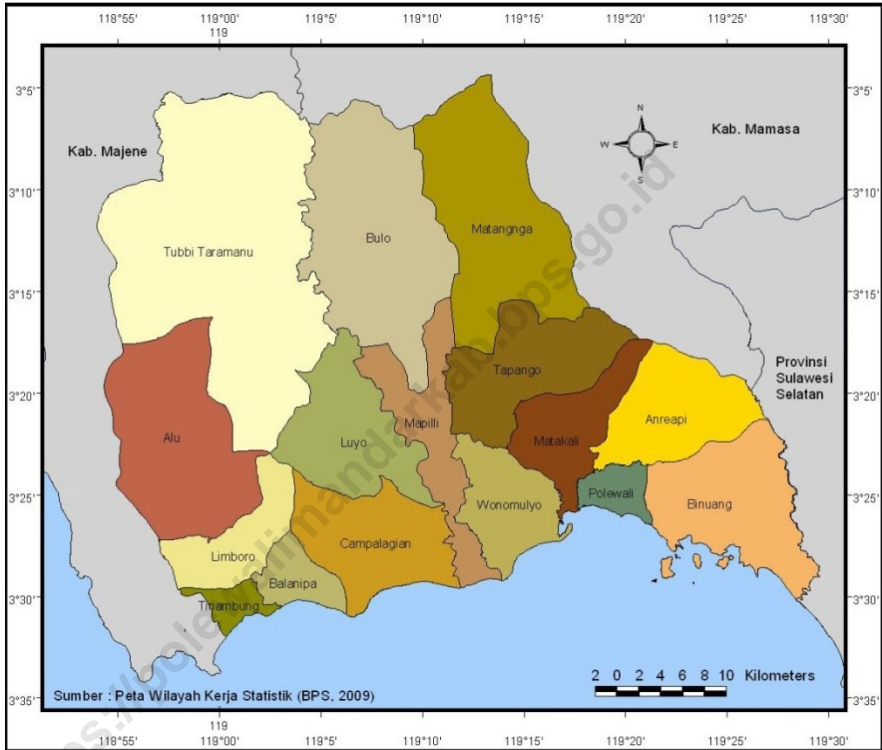 118°55' 119°00' 119°5' 119°10' 119°15' 119°20' 119°25' 119°30'
119
N
W E
S
Kab. Mamasa
3°5' 3°5'
Kab. Majene
3°10' 3°10'
Tubbi Taramanu
Bulo
Matangnga
3°15' 3°15'
Provinsi
Sulawesi
Selatan
Tapango
3°20' 3°20'
Mapilli
Anreapi
Alu
Luyo
Matakali
3°25' 3°25'
Polewali
Wonomulyo
Binuang
Campalagian
Limboro
Balanipa
3°30' 3°30'
Tinambung
2 0 2 4 6 8 10 Kilometers
3°35' 3°35'
Sumber : Peta Wilayah Kerja Statistik (BPS, 2009)
119
118°55' 119°00' 119°5' 119°10' 119°15' 119°20' 119°25' 119°30'
https://polewalimandarkab.bps.go.id